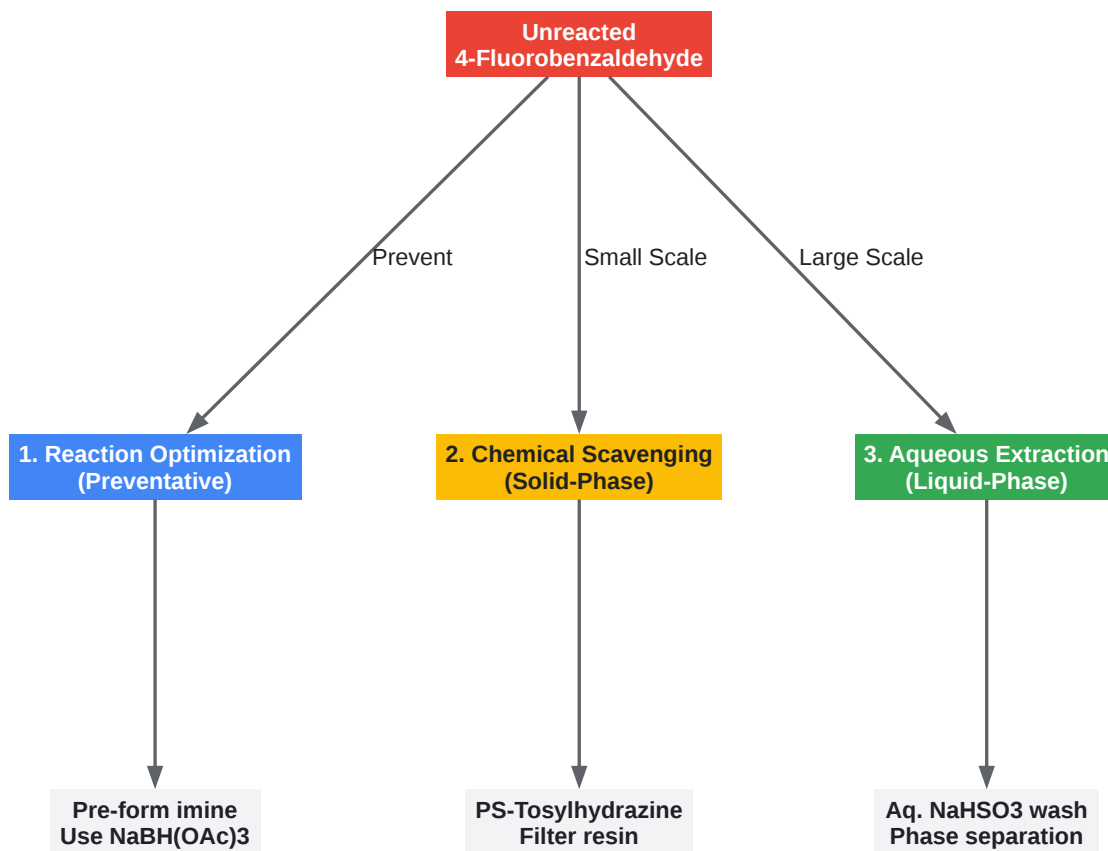 Unreacted
4-Fluorobenzaldehyde
Prevent
Small Scale
Large Scale
1. Reaction Optimization
(Preventative)
2. Chemical Scavenging
(Solid-Phase)
3. Aqueous Extraction
(Liquid-Phase)
Pre-form imine
Use NaBH(OAc)3
PS-Tosylhydrazine
Filter resin
Aq. NaHSO3 wash
Phase separation